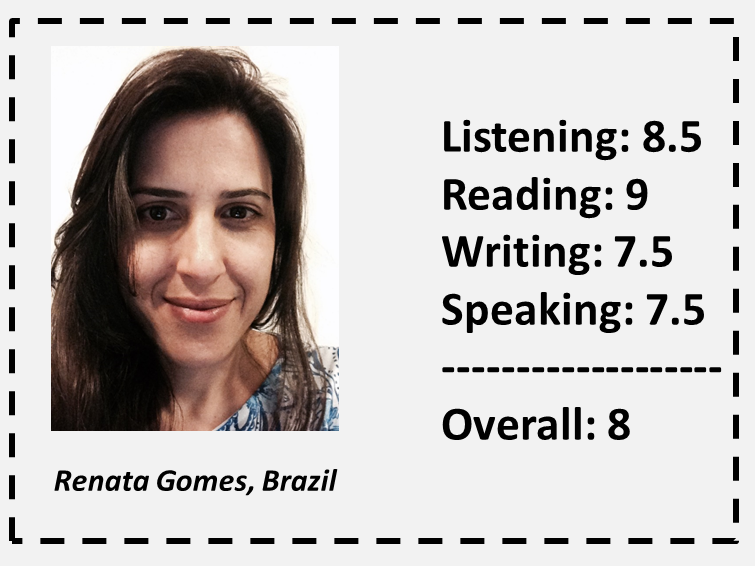 Listening: 8.5
Reading: 9
Writing: 7.5
Speaking: 7.5
-------------------
Overall: 8
Renata Gomes, Brazil